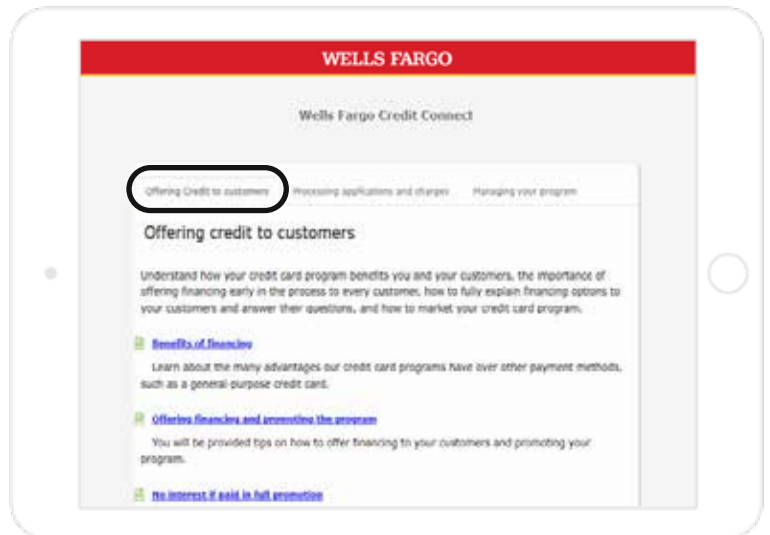 WELLS FARGO
Wells Fargo Credit Connect
Offering Credit to customers Processing applications and charges Managing your program
Offering credit to customers
Understand how your credit card program benefits you and your customers, the importance of
offering financing early in the process to every customer, how to fully explain financing options to
your customers and answer their questions, and how to market your credit card program.
Benefits of financing
Learn about the many advantages our credit card programs have over other payment methods,
such as a general-purpose credit card.
Offering financing and promoting the program
You will be provided tips on how to offer financing to your customers and promoting your
program.
No interest if paid in full promotion